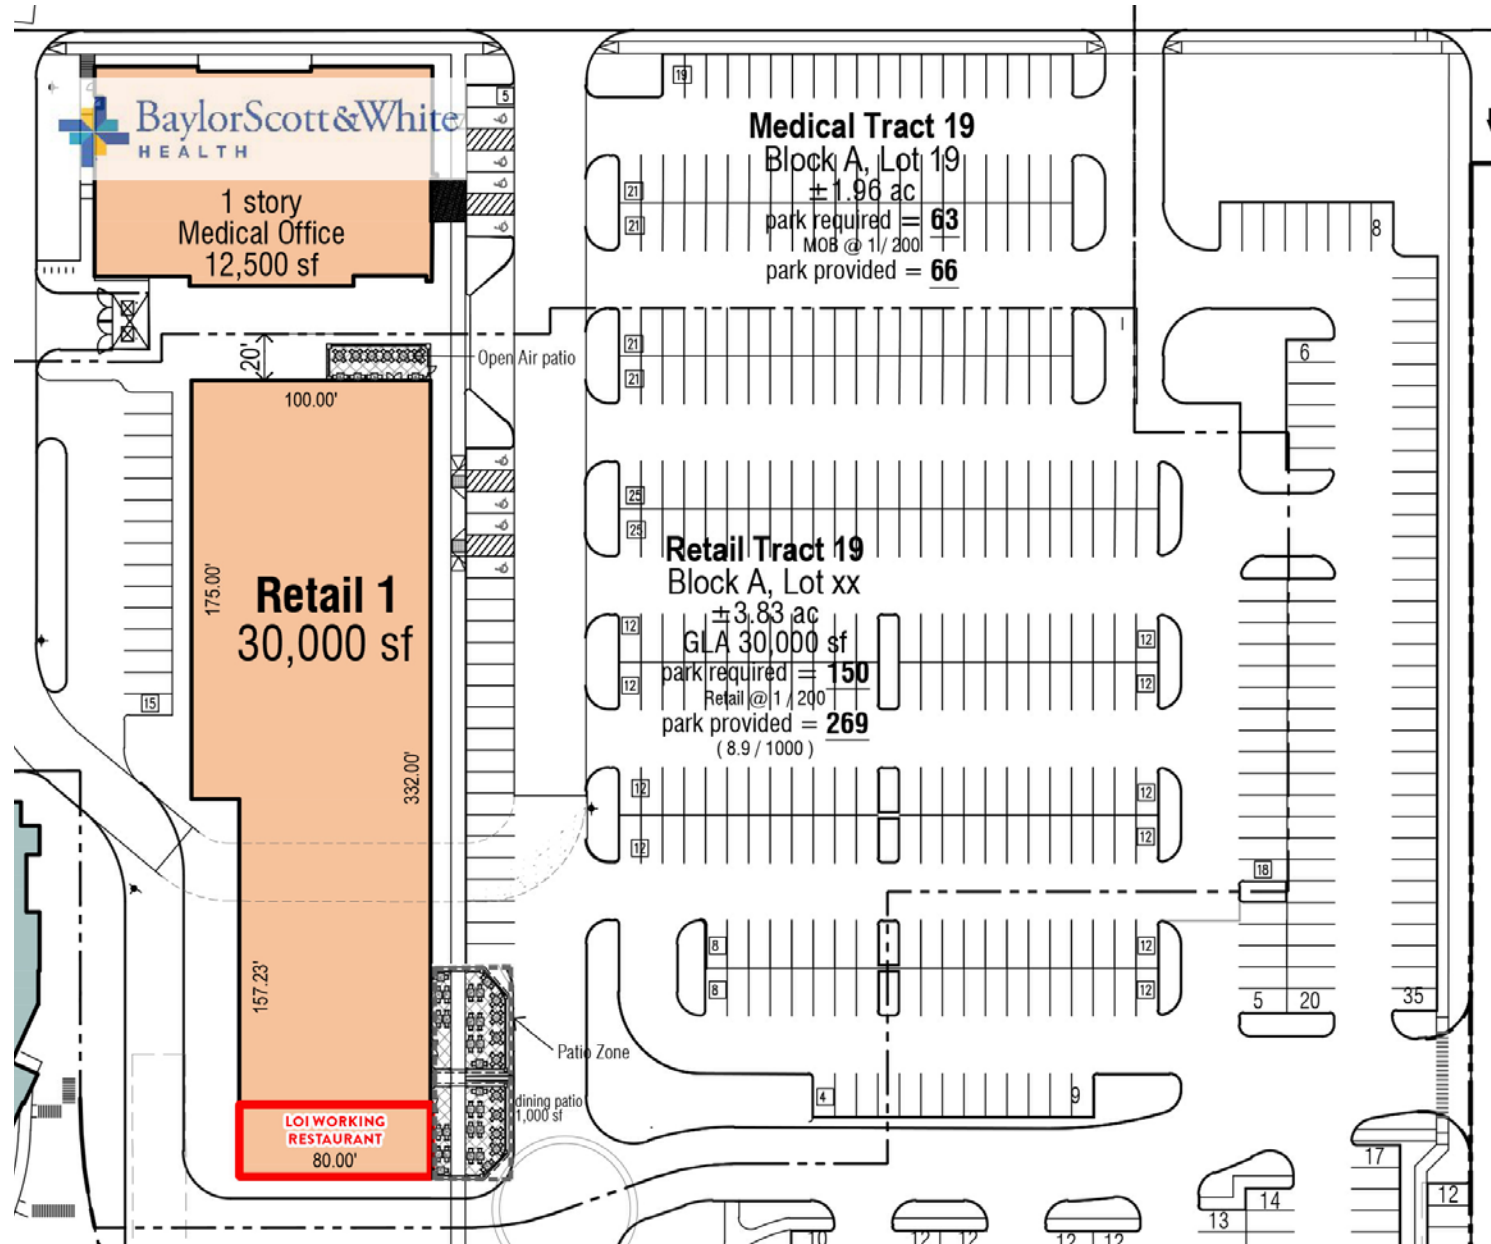 BaylorScott&White
HEALTH
1 story
Medical Office
12,500 sf
5
19
Medical Tract 19
Block A, Lot 19
±1.96 ac
park required = 63
MOB @ 1 / 200
park provided = 66
21
21
8
20'
Open Air patio
100.00'
21
21
6
175.00'
Retail 1
30,000 sf
332.00'
157.23'
15
25
25
Retail Tract 19
Block A, Lot xx
±3.83 ac
GLA 30,000 sf
park required = 150
Retail @ 1 / 200
park provided = 269
( 8.9 / 1000 )
12
12
12
12
12
12
12
12
18
8
8
12
12
5
20
35
Patio Zone
dining patio
1,000 sf
4
9
LOI WORKING
RESTAURANT
80.00'
17
12
14
13
10
12
12
12
12